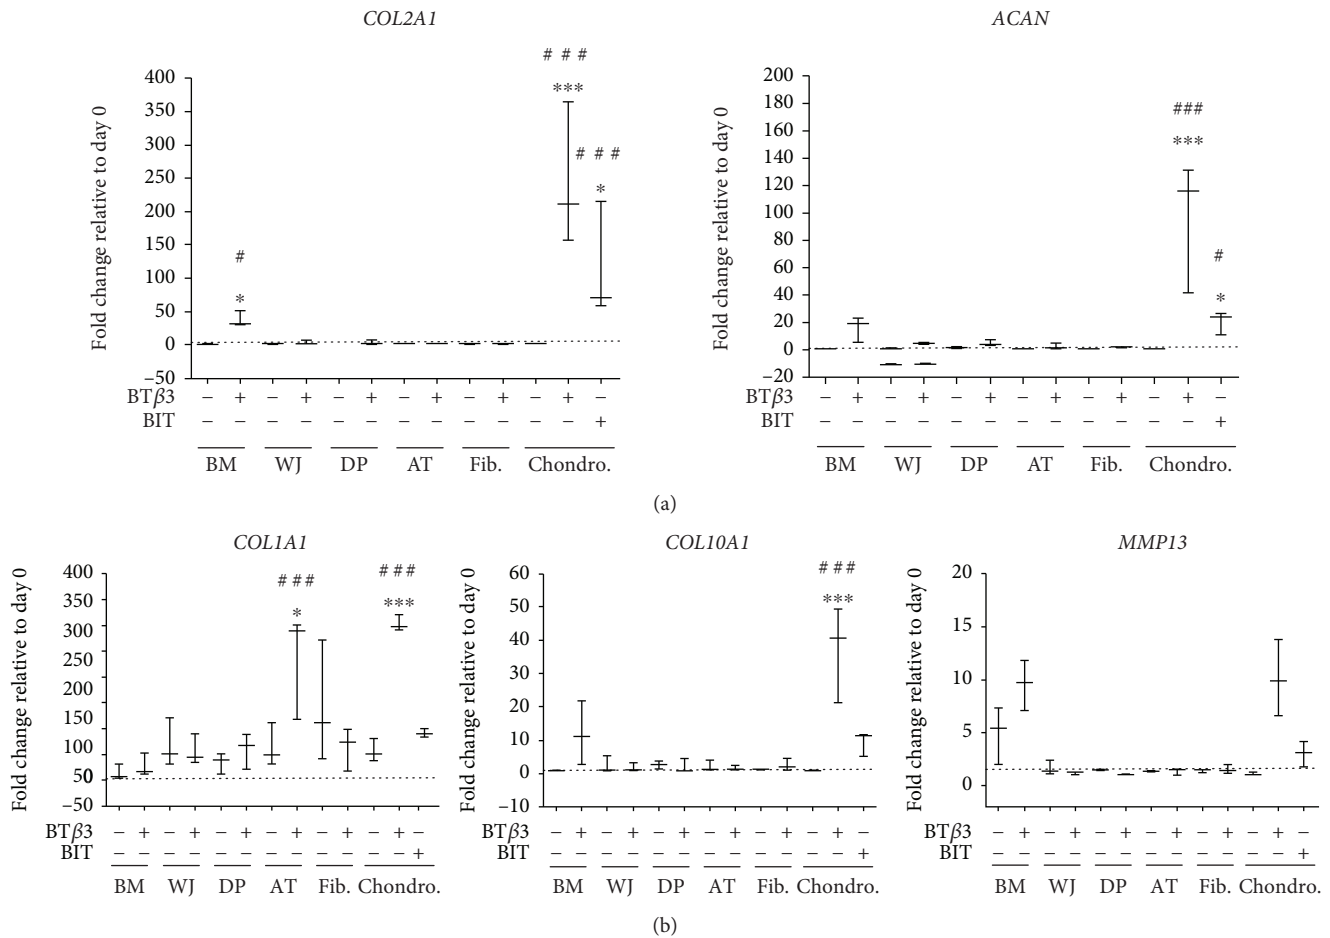 COL2A1
# # #
***
# # #
*
#
*
Fold change relative to day 0
400
350
300
250
200
150
100
50
0
−50
BTβ3 − + − + − + − + − + − + −
BIT − − − − − − − − − − − − +
BM WJ DP AT Fib. Chondro.
ACAN
###
***
#
*
Fold change relative to day 0
200
180
160
140
120
100
80
60
40
20
0
−20
BTβ3 − + − + − + − + − + − + −
BIT − − − − − − − − − − − − +
BM WJ DP AT Fib. Chondro.
(a)
COL1A1
# # #
*
###
***
Fold change relative to day 0
400
350
300
250
200
150
100
50
0
−50
BTβ3 − + − + − + − + − + − + −
BIT − − − − − − − − − − − − +
BM WJ DP AT Fib. Chondro.
COL10A1
# # #
***
Fold change relative to day 0
60
50
40
30
20
10
0
−10
BTβ3 − + − + − + − + − + − + −
BIT − − − − − − − − − − − − +
BM WJ DP AT Fib. Chondro.
MMP13
Fold change relative to day 0
20
15
10
5
0
BTβ3 − + − + − + − + − + − + −
BIT − − − − − − − − − − − − +
BM WJ DP AT Fib. Chondro.
(b)